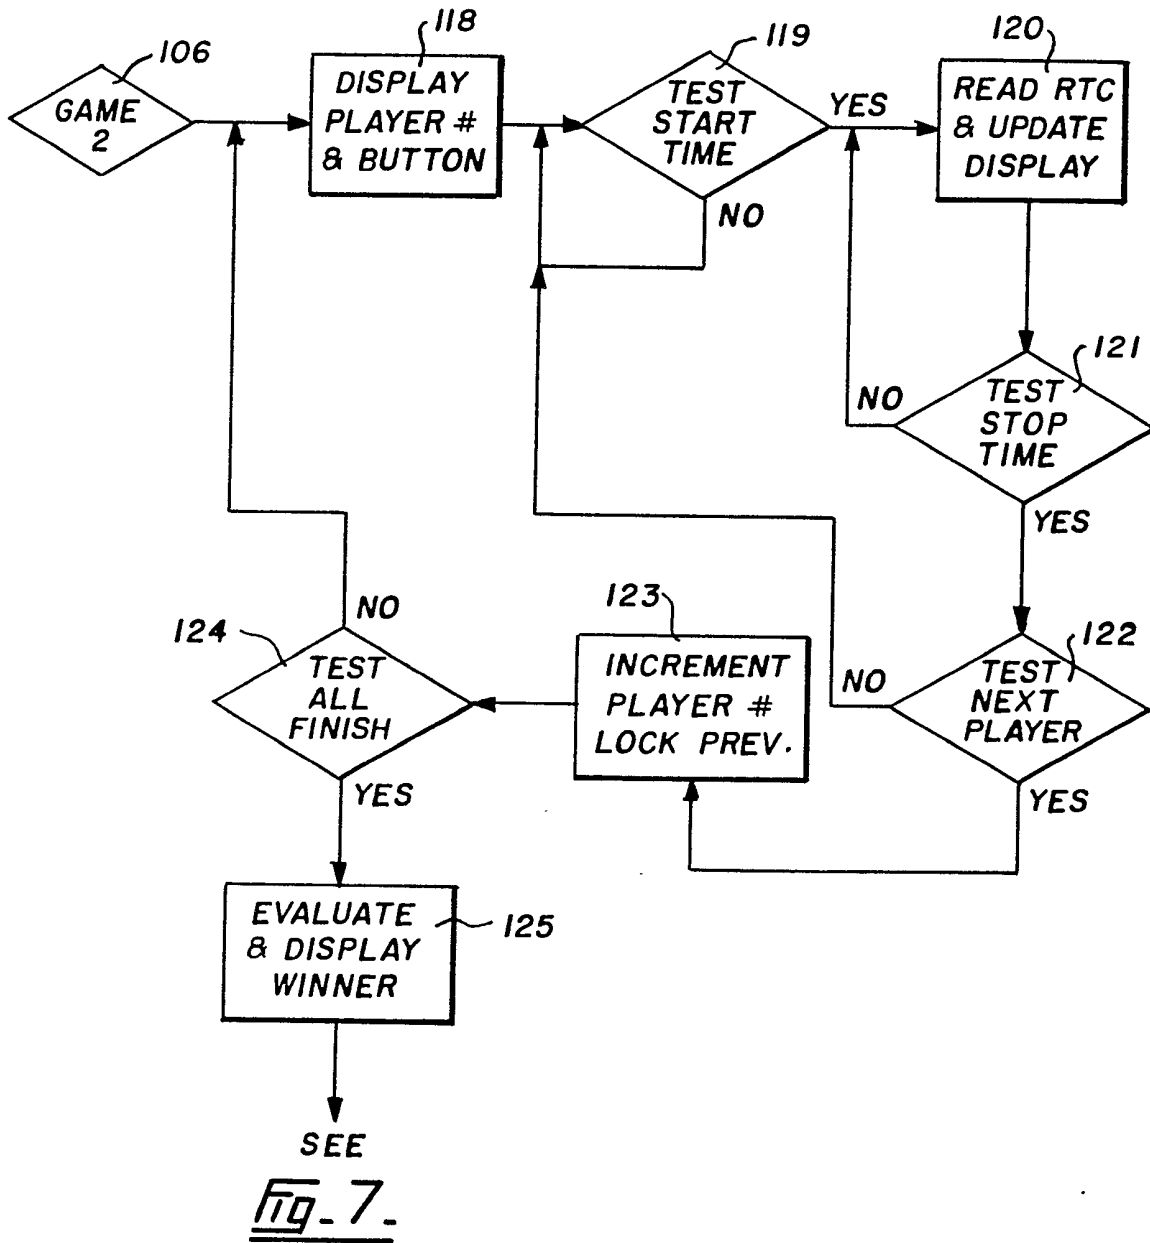 106
GAME
2
118
DISPLAY
PLAYER #
& BUTTON
119
TEST
START
TIME
YES
NO
120
READ RTC
& UPDATE
DISPLAY
121
TEST
STOP
TIME
NO
YES
122
TEST
NEXT
PLAYER
NO
YES
123
INCREMENT
PLAYER #
LOCK PREV.
124
TEST
ALL
FINISH
NO
YES
125
EVALUATE
& DISPLAY
WINNER
SEE
Fig-7-